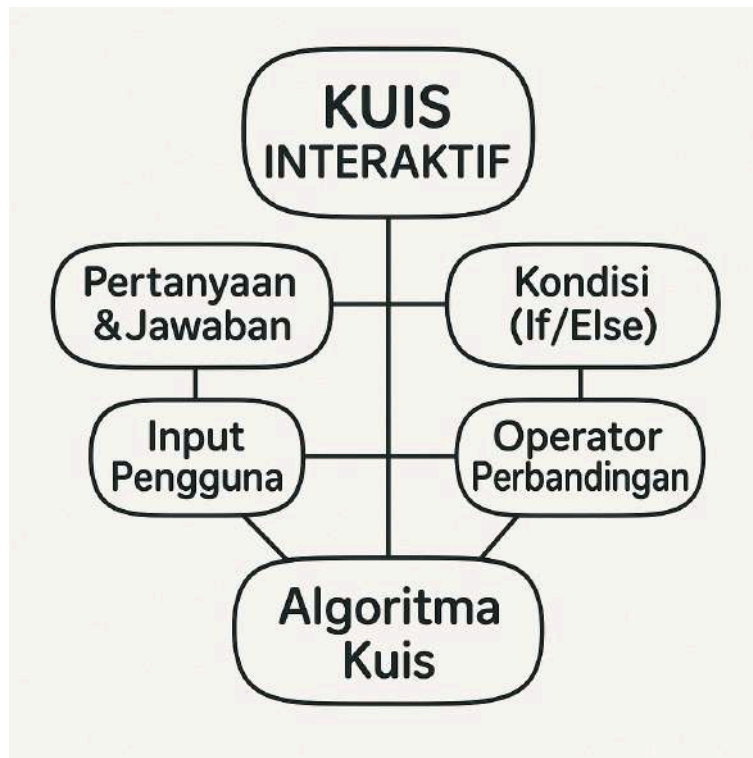 KUIS
INTERAKTIF
Pertanyaan
&Jawaban
Kondisi
(If/Else)
Input
Pengguna
Operator
Perbandingan
Algoritma
Kuis